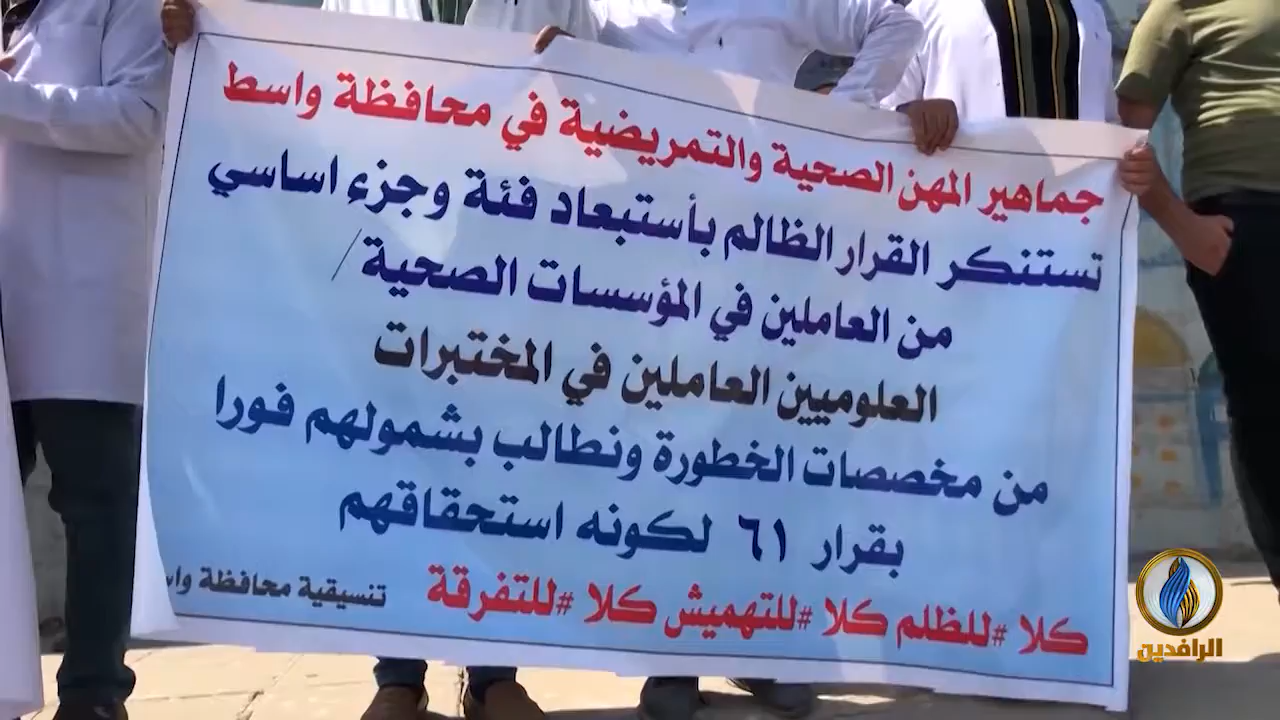 جماهير المهن الصحية والتمريضية في محافظة واسط
تستنكر القرار الظالم بأستبعاد فئة وجزء اساسي
من العاملين في المؤسسات الصحية /
العلوميين العاملين في المختبرات
من مخصصات الخطورة ونطالب بشمولهم فورا
بقرار ٦١ لكونه استحقاقهم
كلا #للظلم كلا #للتهميش كلا #للتفرقة
تنسيقية محافظة
الرافدين